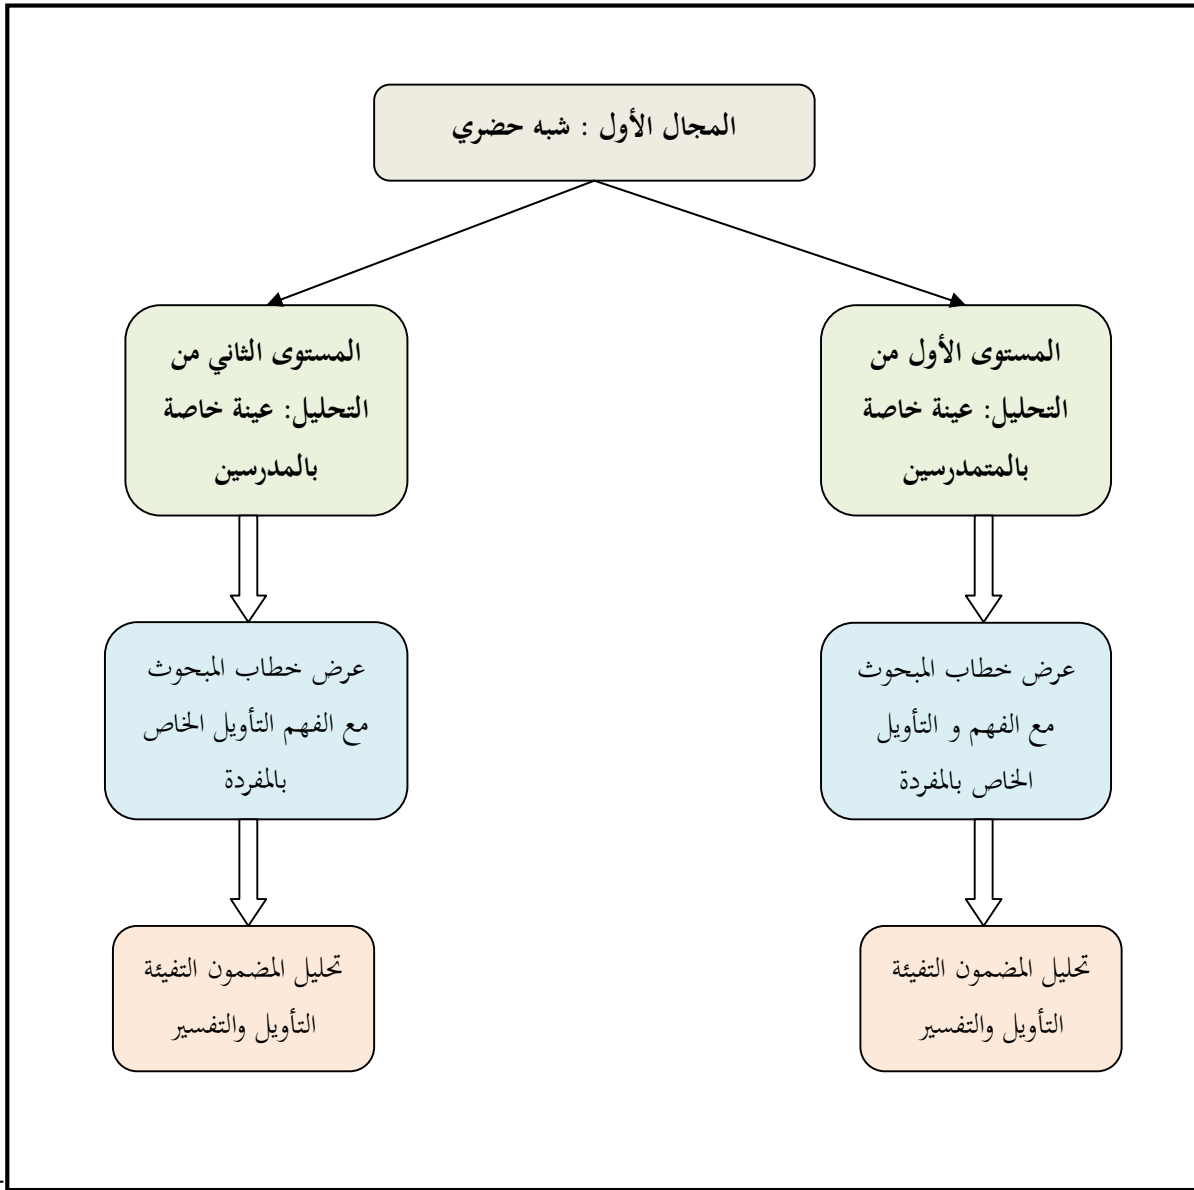 المجال الأول : شبه حضري
المستوى الأول من
التحليل: عينة خاصة
بالمتمدرسين
المستوى الثاني من
التحليل: عينة خاصة
بالمدرسين
عرض خطاب المبحوث
مع الفهم و التأويل
الخاص بالمفردة
عرض خطاب المبحوث
مع الفهم التأويل الخاص
بالمفردة
تحليل المضمون التفيئة
التأويل والتفسير
تحليل المضمون التفيئة
التأويل والتفسير